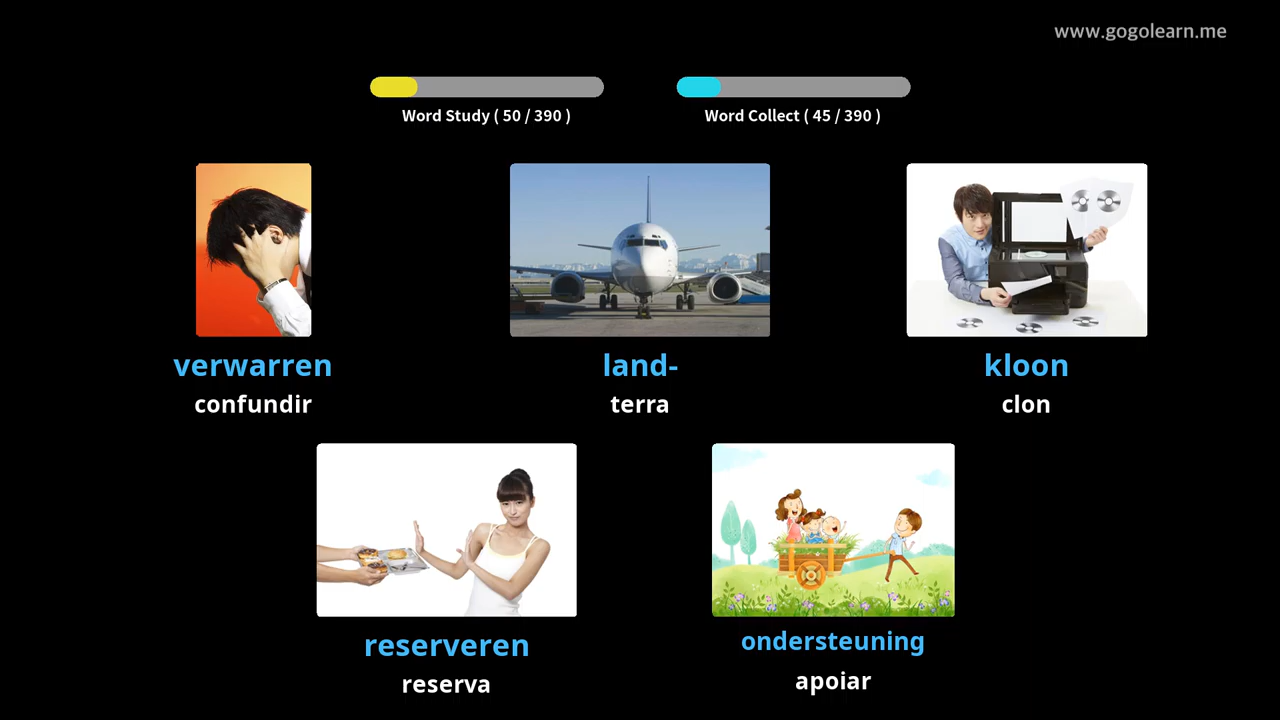 www.gogolearn.me
Word Study ( 50 / 390 )
Word Collect ( 45 / 390 )
verwarren
confundir
land-
terra
kloon
clon
reserveren
reserva
ondersteuning
apoiar